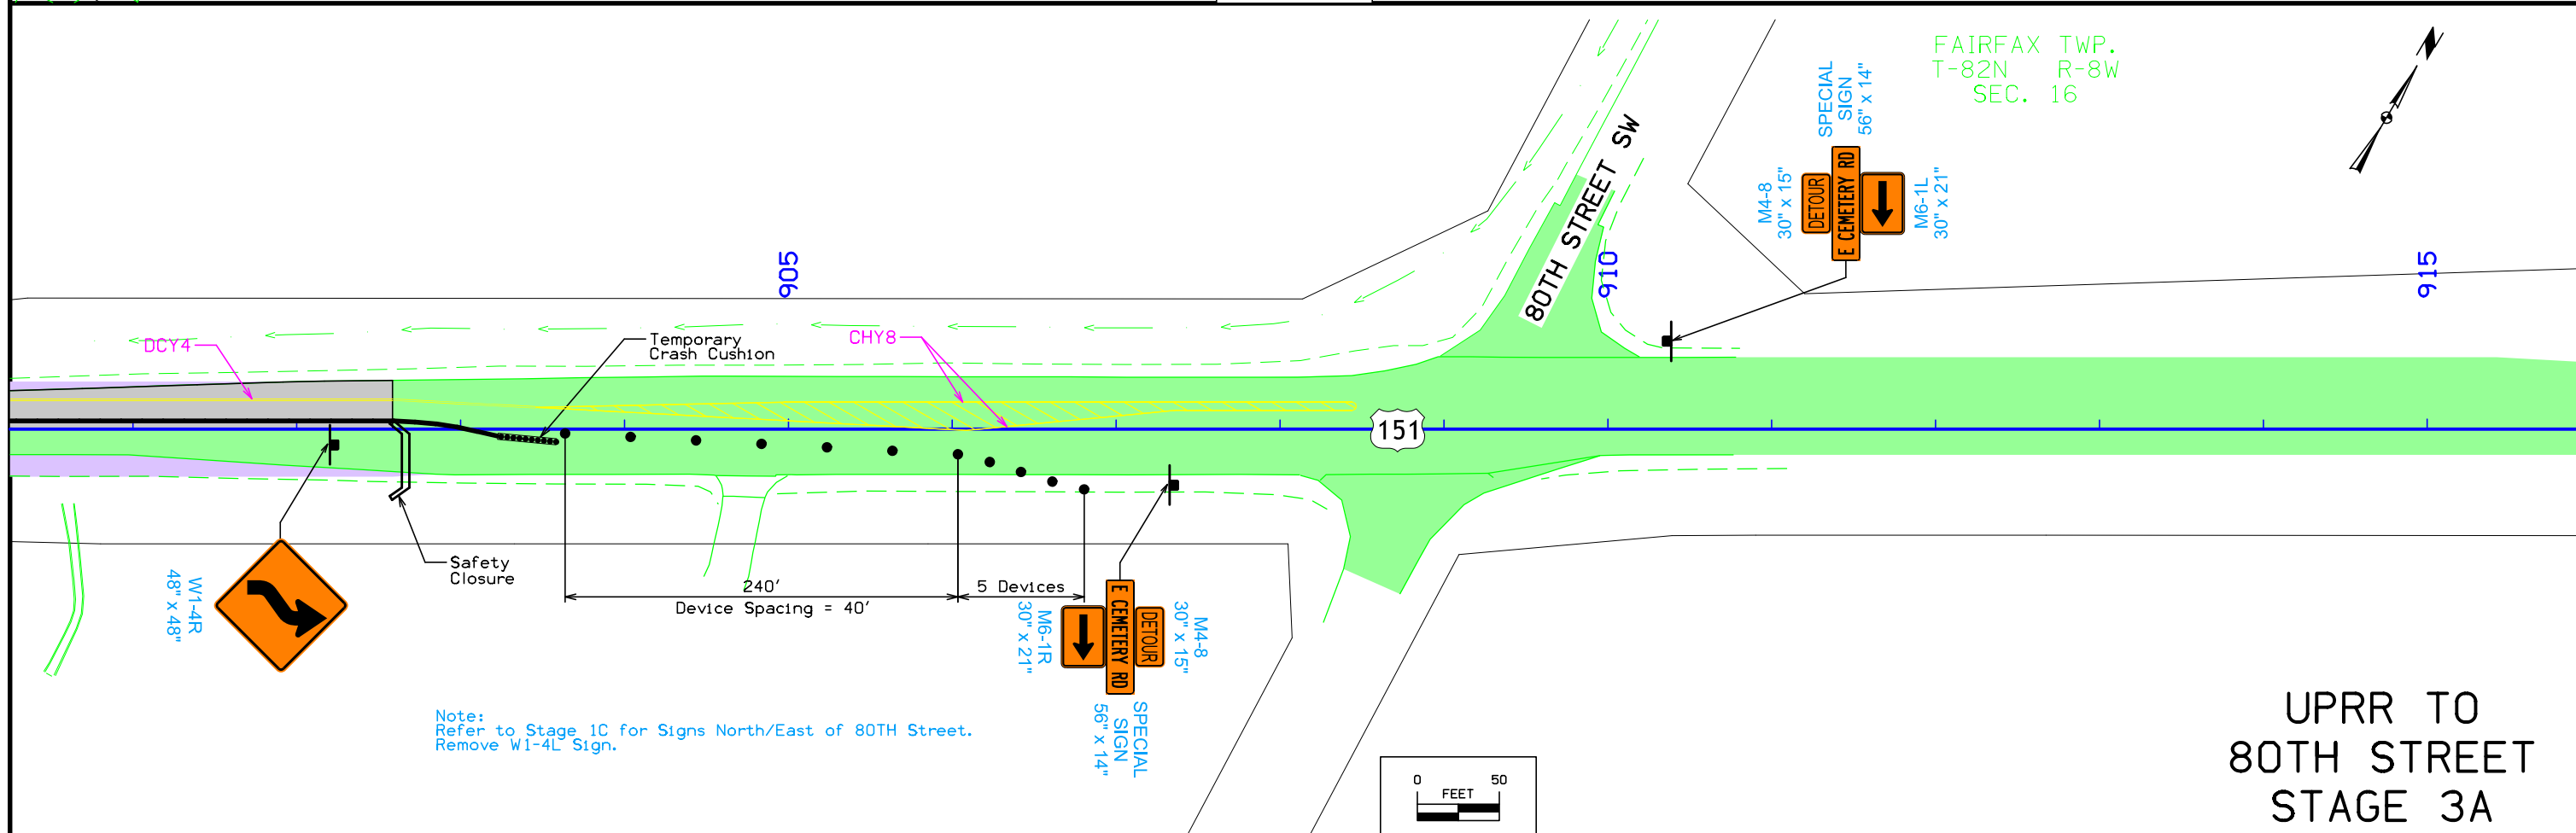 FAIRFAX TWP.
T-82N R-8W
SEC. 16
N
SPECIAL
SIGN
56" x 14"
M4-8
30" x 15"
DETOUR
E CEMETERY RD
M6-1L
30" x 21"
80TH STREET SW
905
910
915
DCY4
Temporary
Crash Cushion
CHY8
151
W1-4R
48" x 48"
Safety
Closure
240'
Device Spacing = 40'
5 Devices
M6-1R
30" x 21"
E CEMETERY RD
DETOUR
M4-8
30" x 15"
SPECIAL
SIGN
56" x 14"
Note:
Refer to Stage 1C for Signs North/East of 80TH Street.
Remove W1-4L Sign.
0 50
FEET
UPRR TO
80TH STREET
STAGE 3A